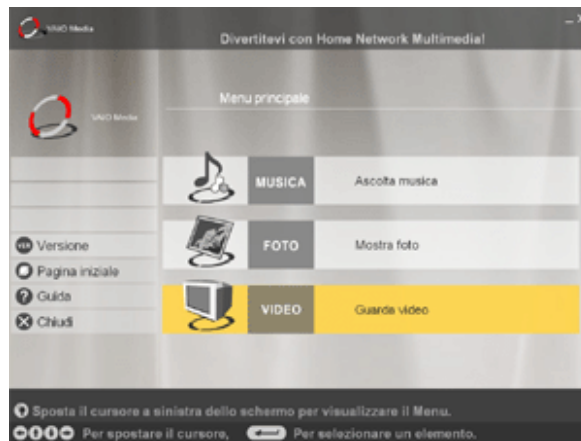 VAIO Media
Divertitevi con Home Network Multimedia!
VAIO Media
Menu principale
MUSICA Ascolta musica
FOTO Mostra foto
VIDEO Guarda video
Versione
Pagina iniziale
Guida
Chiudi
Sposta il cursore a sinistra dello schermo per visualizzare il Menu.
Per spostare il cursore, Per selezionare un elemento.